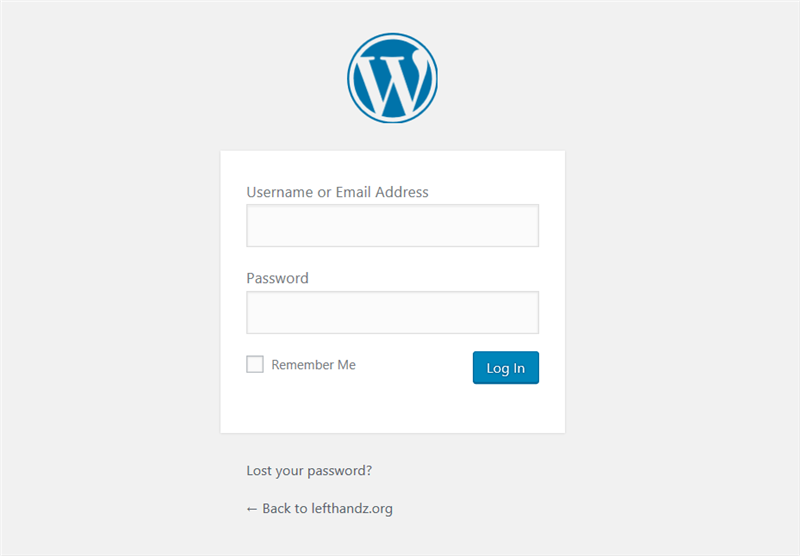 Username or Email Address
Password
Remember Me
Log In
Lost your password?
← Back to lefthandz.org